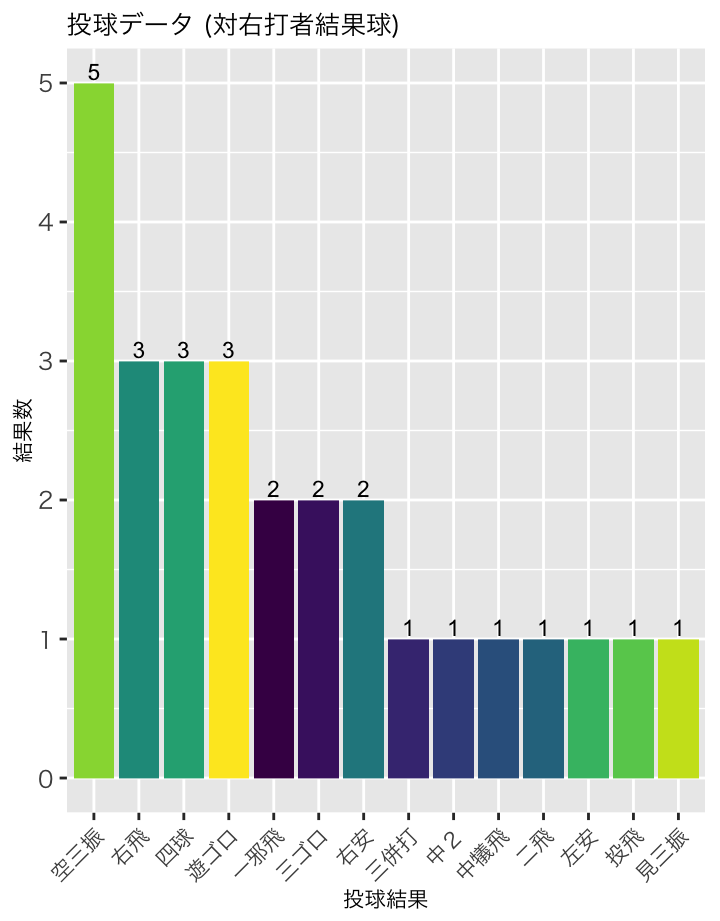 投球データ (対右打者結果球)
結果数
5
4
3
2
1
0
5
3
3
3
2
2
2
1
1
1
1
1
1
1
空三振
右飛
四球
遊ゴロ
一邪飛
三ゴロ
右安
三併打
中２
中犠飛
二飛
左安
投飛
見三振
投球結果